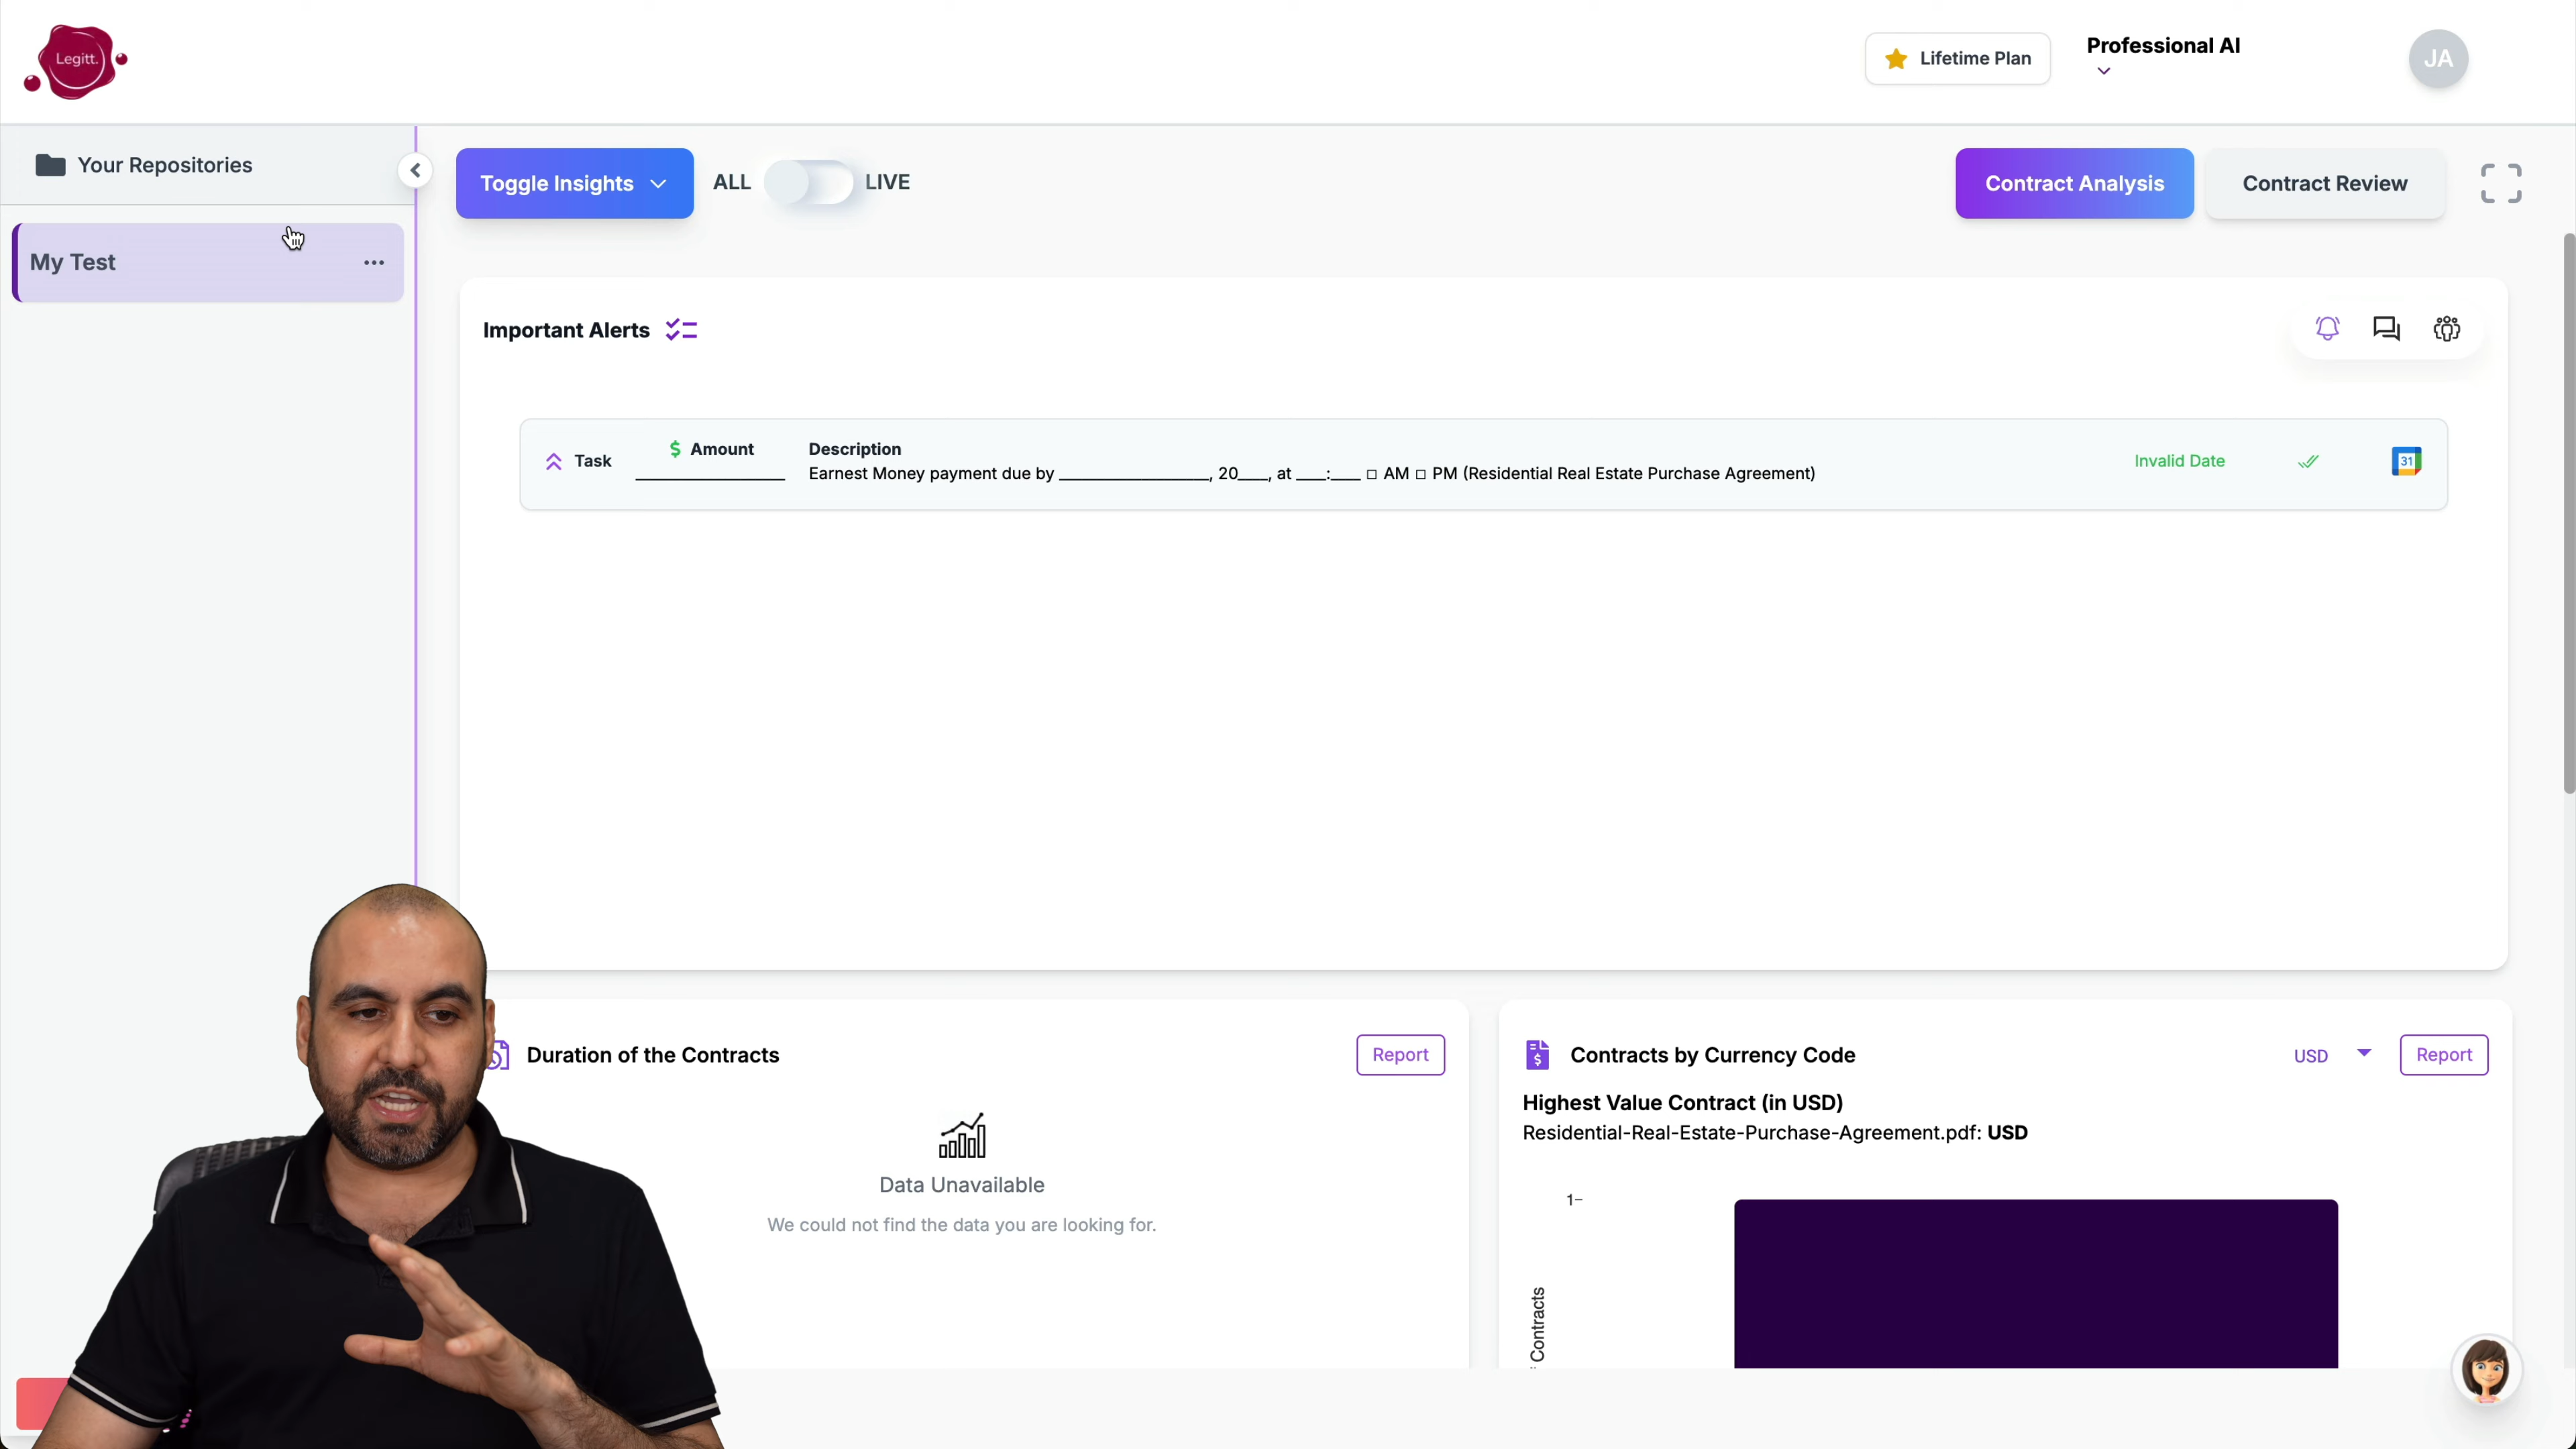 Legitt.
Lifetime Plan
Professional AI
JA
Your Repositories
Toggle Insights
ALL
LIVE
Contract Analysis
Contract Review
My Test
Important Alerts
Task
$ Amount
____________________
Description
Earnest Money payment due by ____________________, 20____, at ____:____ □ AM □ PM (Residential Real Estate Purchase Agreement)
Invalid Date
31
Duration of the Contracts
Report
Data Unavailable
We could not find the data you are looking for.
Contracts by Currency Code
USD
Report
Highest Value Contract (in USD)
Residential-Real-Estate-Purchase-Agreement.pdf: USD
1
Contracts